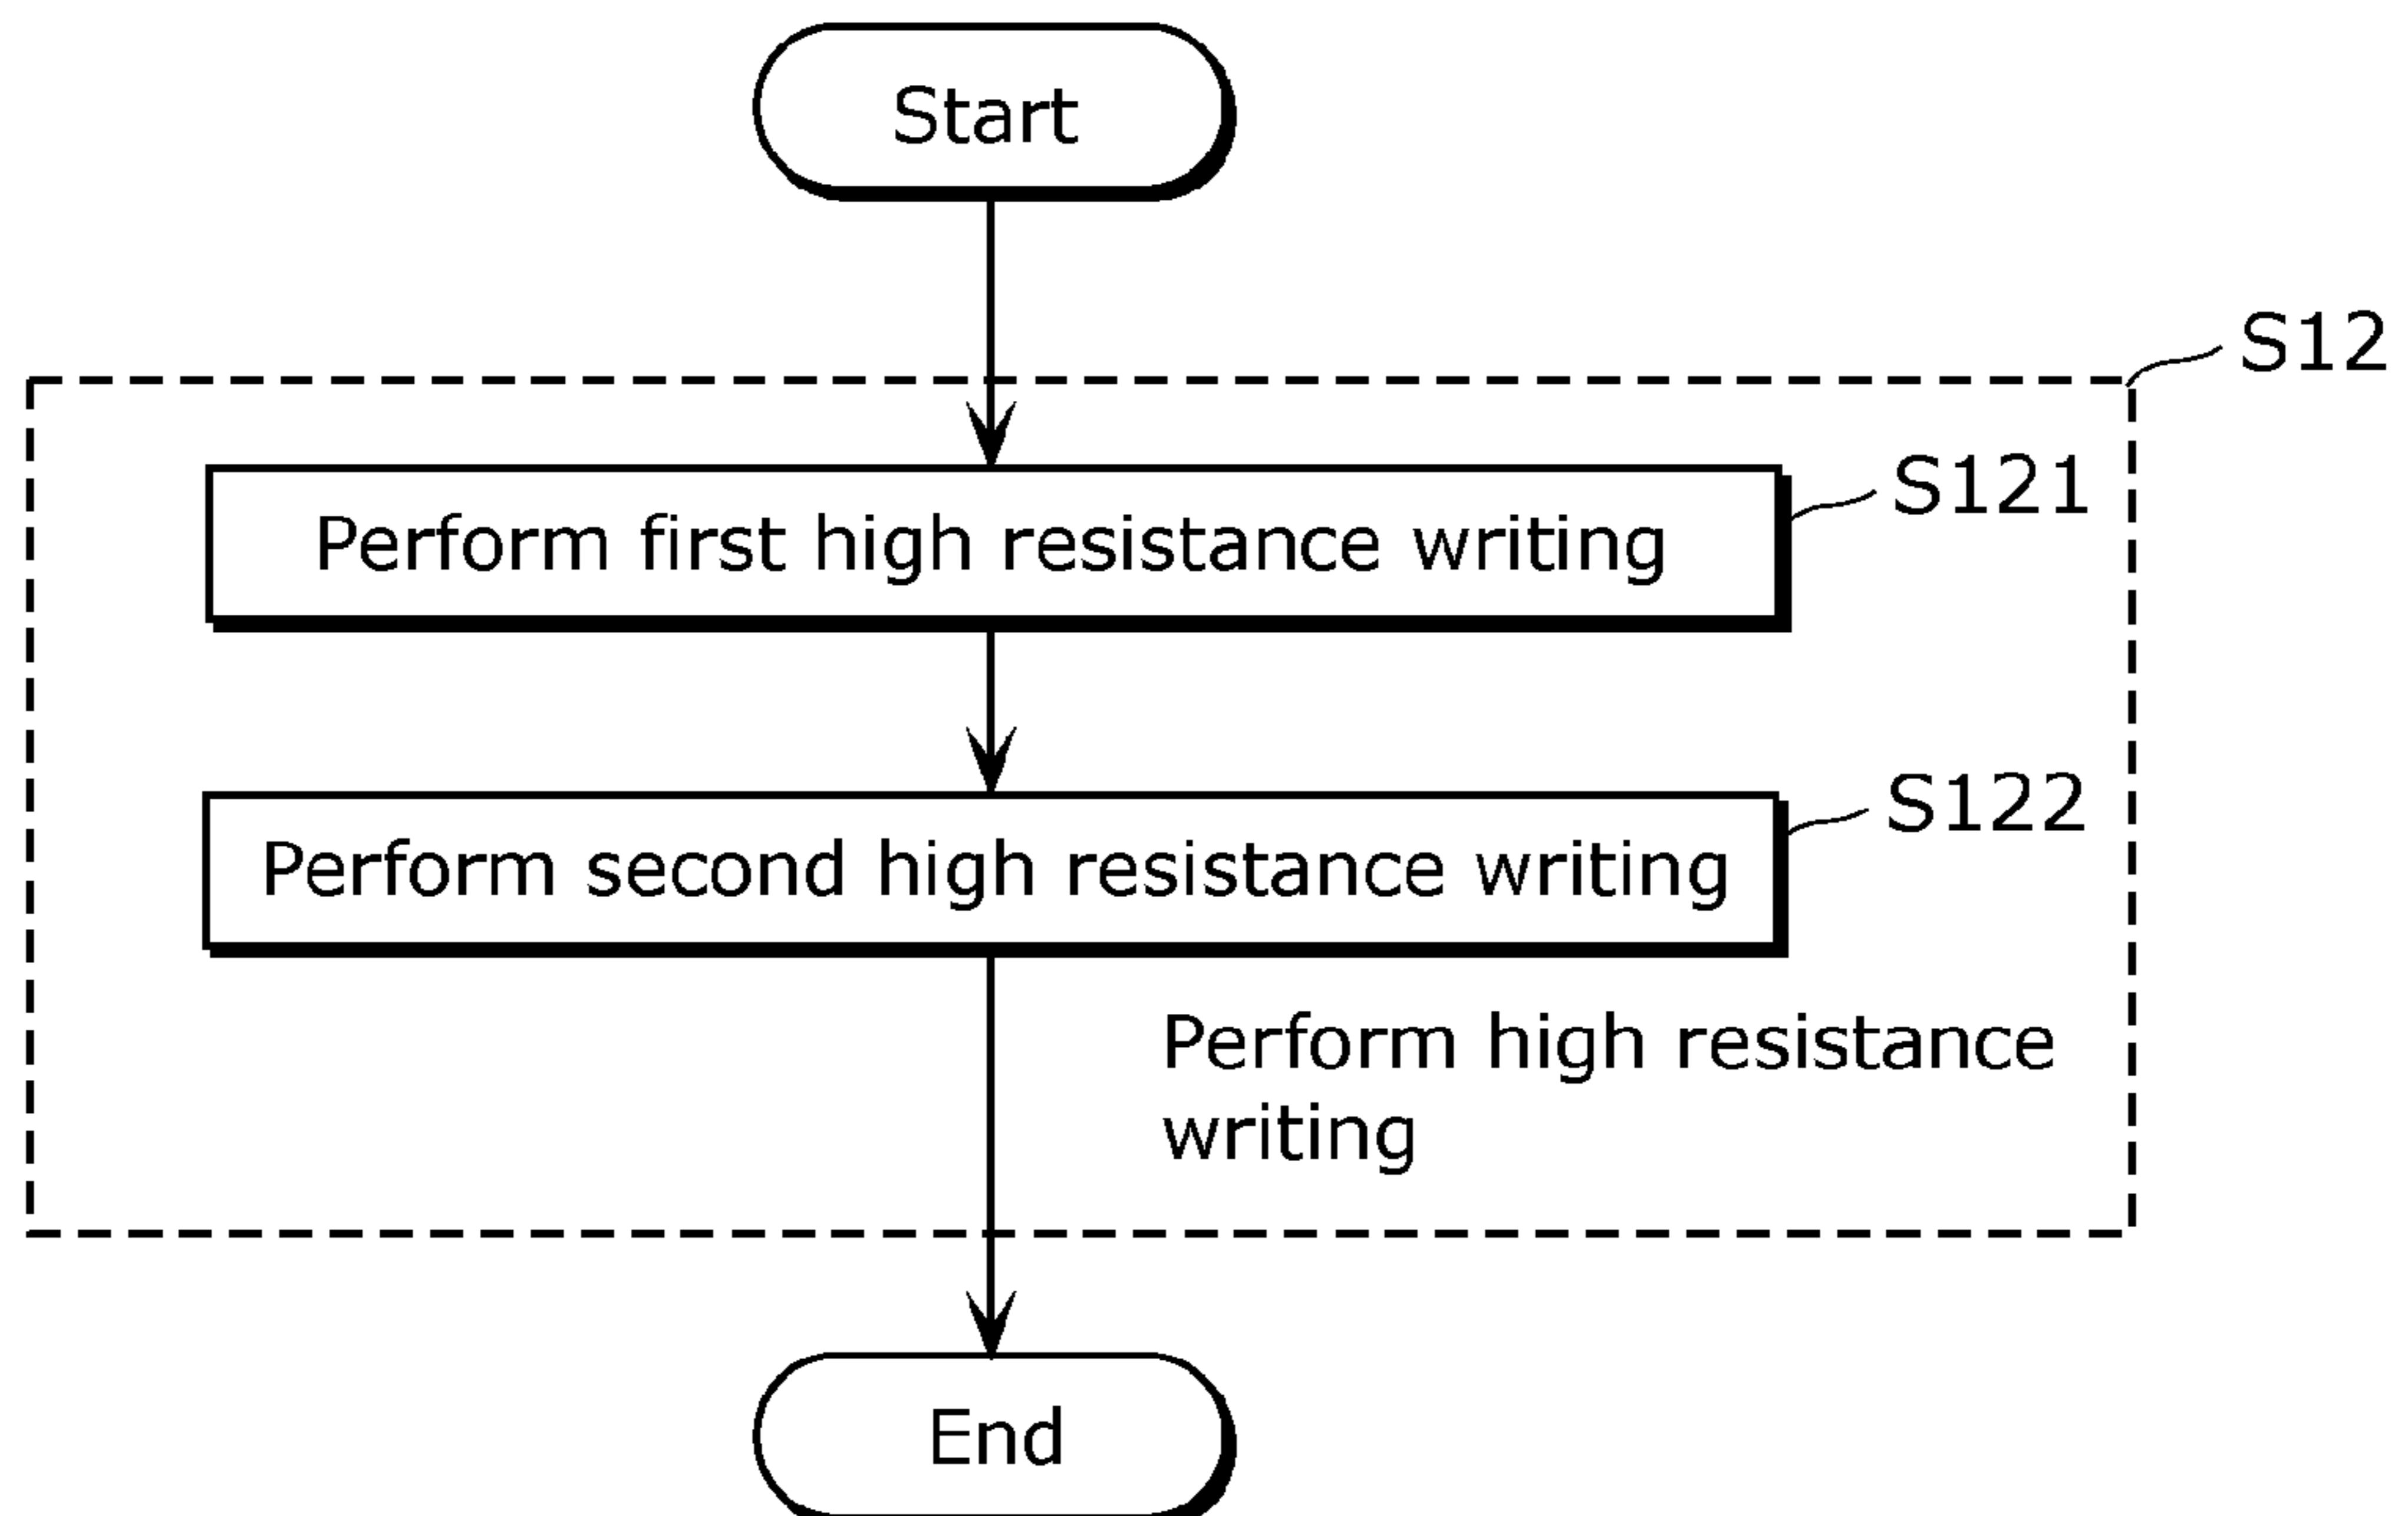 Start
S12
S121
Perform first high resistance writing
S122
Perform second high resistance writing
Perform high resistance
writing
End